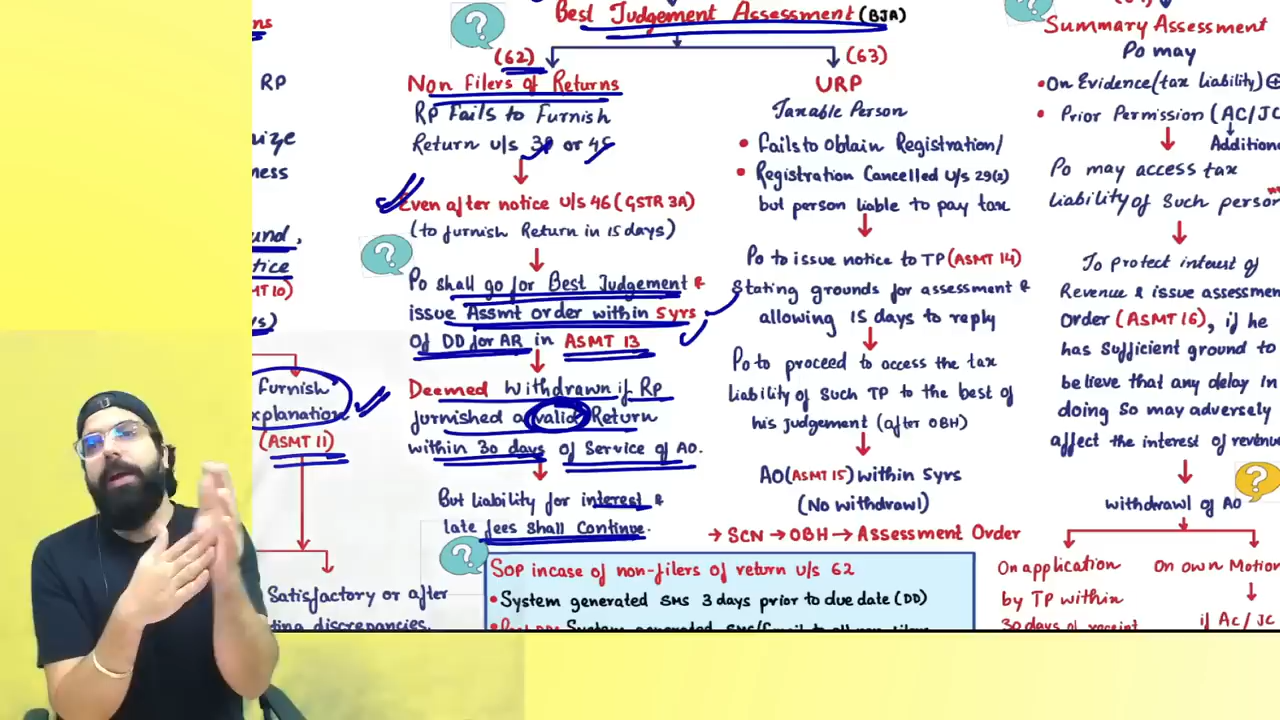 Best Judgement Assessment (BJA)
(62)
Non Filers of Returns
RP Fails to Furnish
Return u/s 39 or 45
Even after notice u/s 46 (GSTR 3A)
(to furnish Return in 15 days)
Po shall go for Best Judgement &
issue Assmt order within 5yrs
of DD for AR in ASMT 13
Deemed withdrawn if RP
furnished a valid Return
within 30 days of Service of AO.
But liability for interest &
late fees shall Continue.
(63)
URP
Taxable Person
• Fails to Obtain Registration/
• Registration Cancelled u/s 29(2)
but person liable to pay tax
Po to issue notice to TP (ASMT 14)
Stating grounds for assessment &
allowing 15 days to reply
Po to proceed to access the tax
liability of Such TP to the best of
his judgement (after OBH)
AO (ASMT 15) within 5yrs
(No withdrawl)
→ SCN → OBH → Assessment Order
SOP incase of non-filers of return u/s 62
• System generated SMS 3 days prior to due date (DD)
Summary Assessment
Po may
• On Evidence (tax liability)
• Prior Permission (AC/JC
Additiona
Po may access tax
liability of Such person
To protect interest of
Revenue & issue assessmen
Order (ASMT 16), if he
has Sufficient ground to
believe that any delay in
doing So may adversely
affect the interest of revenue
withdrawl of AO
On application
by TP within
30 days of receipt
On own Motion
if AC/JC
RP
Furnish
explanation
(ASMT 11)
Satisfactory or after